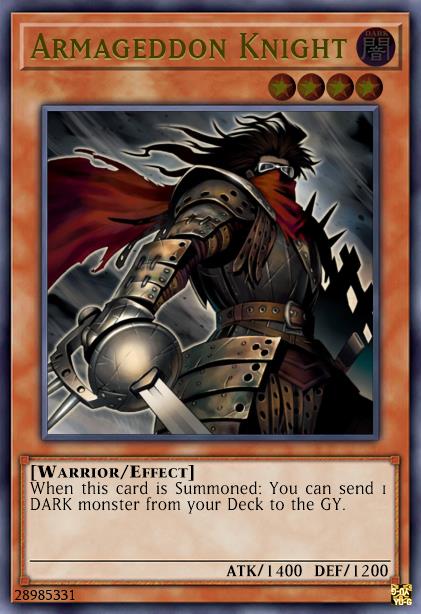 ARMAGEDDON KNIGHT
DARK
闇
[WARRIOR/EFFECT]
When this card is Summoned: You can send 1
DARK monster from your Deck to the GY.
ATK/1400 DEF/1200
28985331